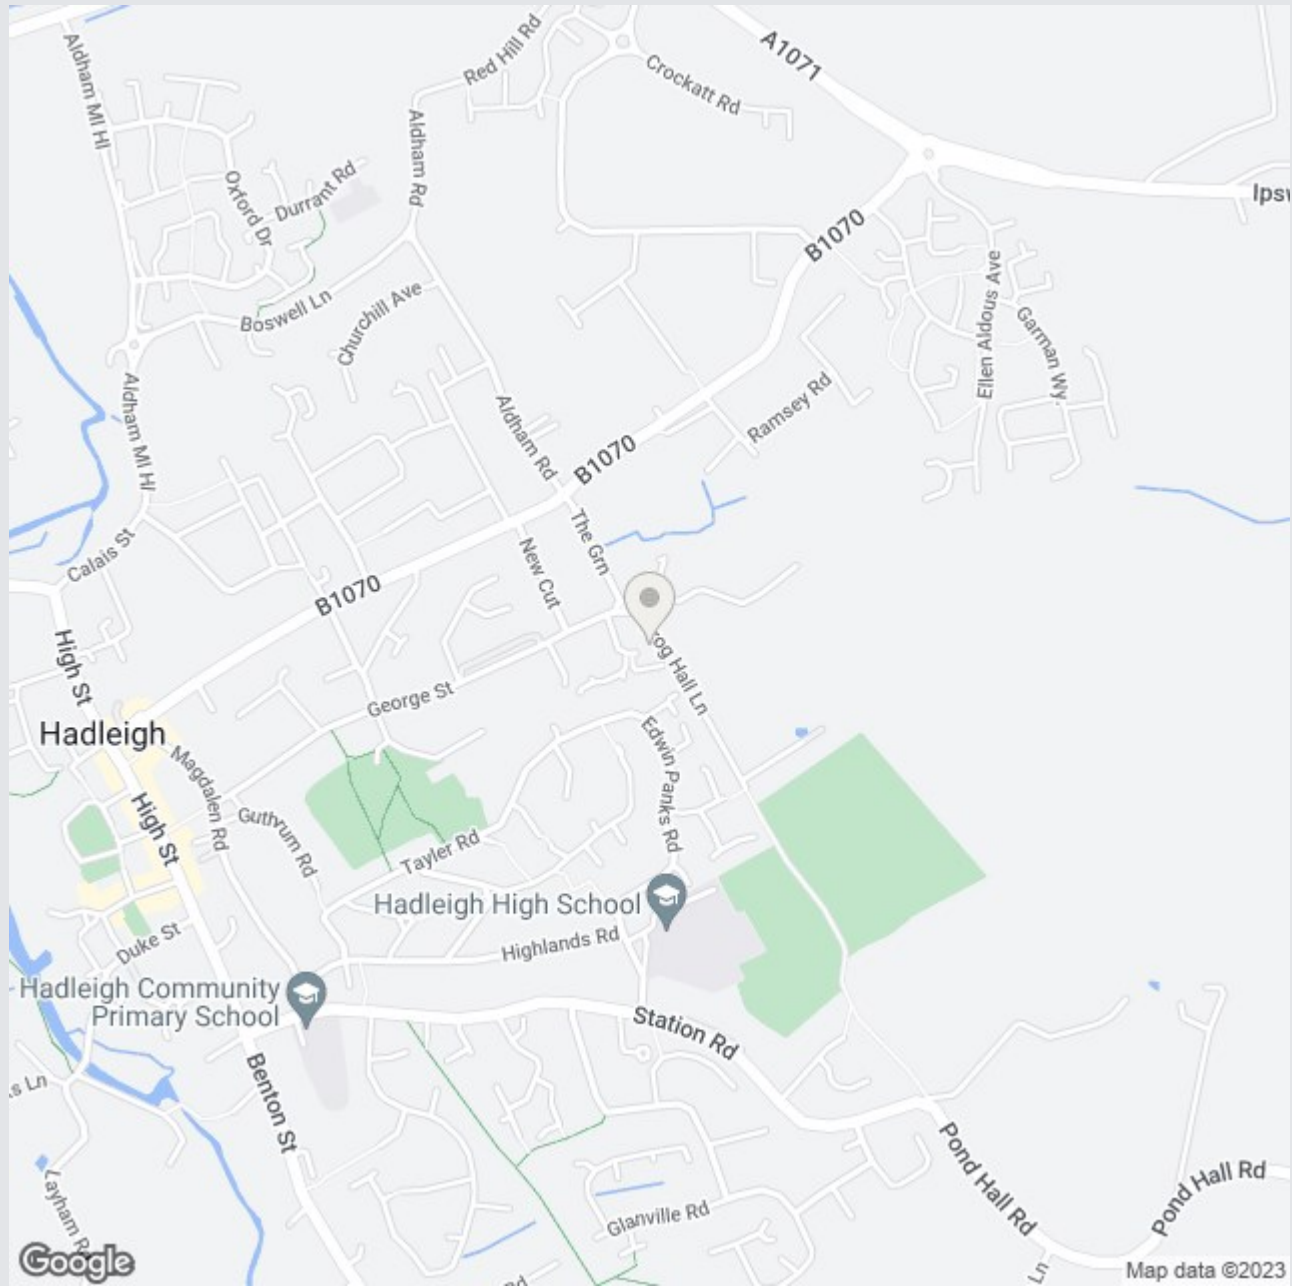 Aldham Ml Hl
Red Hill Rd
A1071
Crockatt Rd
Aldham Rd
Durrant Rd
Oxford Dr
B1070
Boswell Ln
Churchill Ave
Ellen Aldous Ave
Garman Wy.
Aldham Ml Hl
Aldham Rd
Ramsey Rd
B1070
The Grn
Calais St
New Cut
B1070
High St
Hall Ln
George St
Hadleigh
Edwin Panks Rd
Magdalen Rd
High St
Guthrum Rd
Tayler Rd
Hadleigh High School
Duke St
Highlands Rd
Hadleigh Community
Primary School
Station Rd
Ln
Benton St
Pond Hall Rd
Pond Hall Rd
Layham
Glanville Rd
Google
Map data ©2023
Ln
Rd